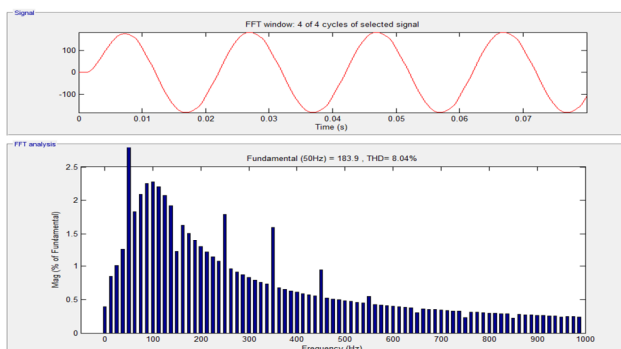 Signal
FFT window: 4 of 4 cycles of selected signal
100
0
-100
0 0.01 0.02 0.03 0.04 0.05 0.06 0.07
Time (s)
FFT analysis
Fundamental (50Hz) = 183.9 , THD= 8.04%
2.5
2
1.5
1
0.5
0
Mag (% of Fundamental)
0 100 200 300 400 500 600 700 800 900 1000
Frequency (Hz)